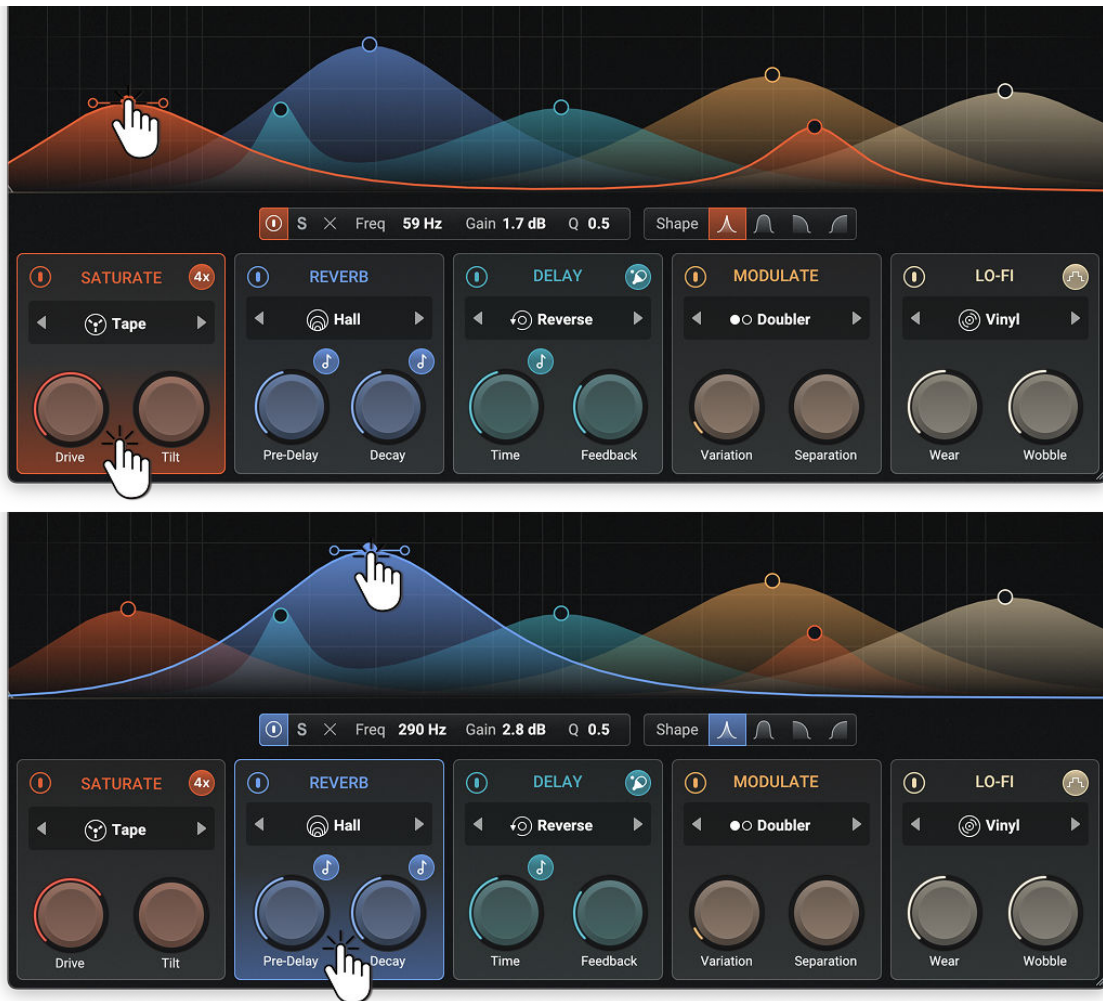 S Freq 59 Hz Gain 1.7 dB Q 0.5 Shape
SATURATE 4x REVERB DELAY MODULATE LO-FI
Tape Hall Reverse Doubler Vinyl
Drive Tilt Pre-Delay Decay Time Feedback Variation Separation Wear Wobble
S Freq 290 Hz Gain 2.8 dB Q 0.5 Shape
SATURATE 4x REVERB DELAY MODULATE LO-FI
Tape Hall Reverse Doubler Vinyl
Drive Tilt Pre-Delay Decay Time Feedback Variation Separation Wear Wobble